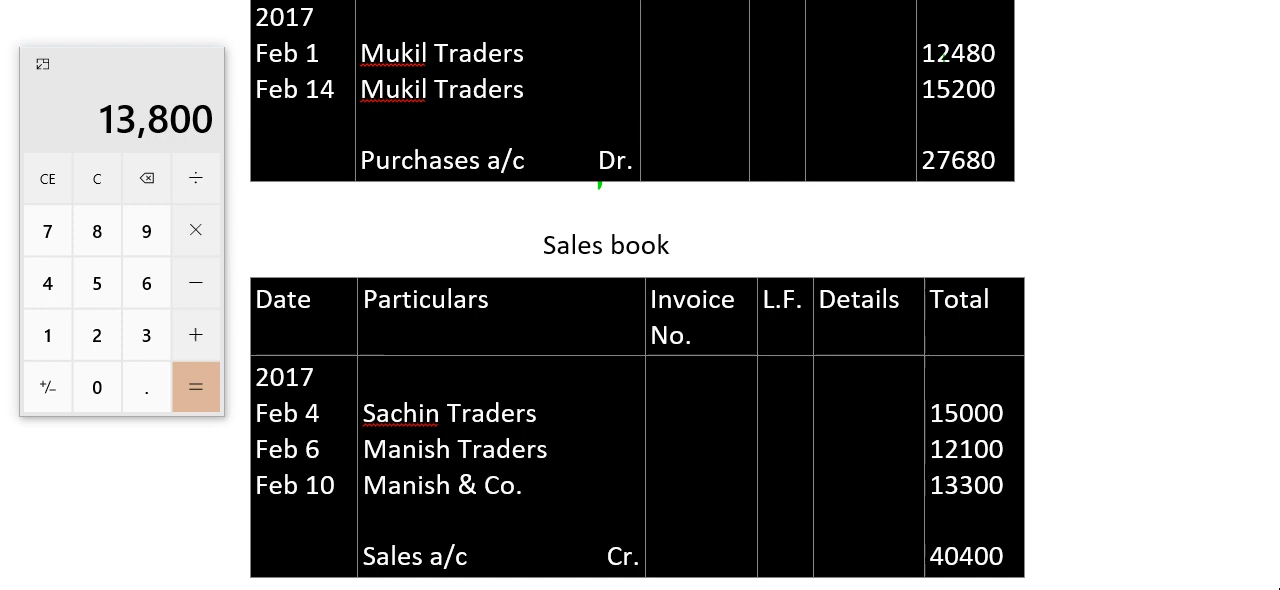 2017
Feb 1 Mukil Traders 12480
Feb 14 Mukil Traders 15200
Purchases a/c Dr. 27680
13,800
CE C ⌫ ÷
7 8 9 ×
4 5 6 −
1 2 3 +
+/− 0 . =
Sales book
Date Particulars Invoice No. L.F. Details Total
2017
Feb 4 Sachin Traders 15000
Feb 6 Manish Traders 12100
Feb 10 Manish & Co. 13300
Sales a/c Cr. 40400